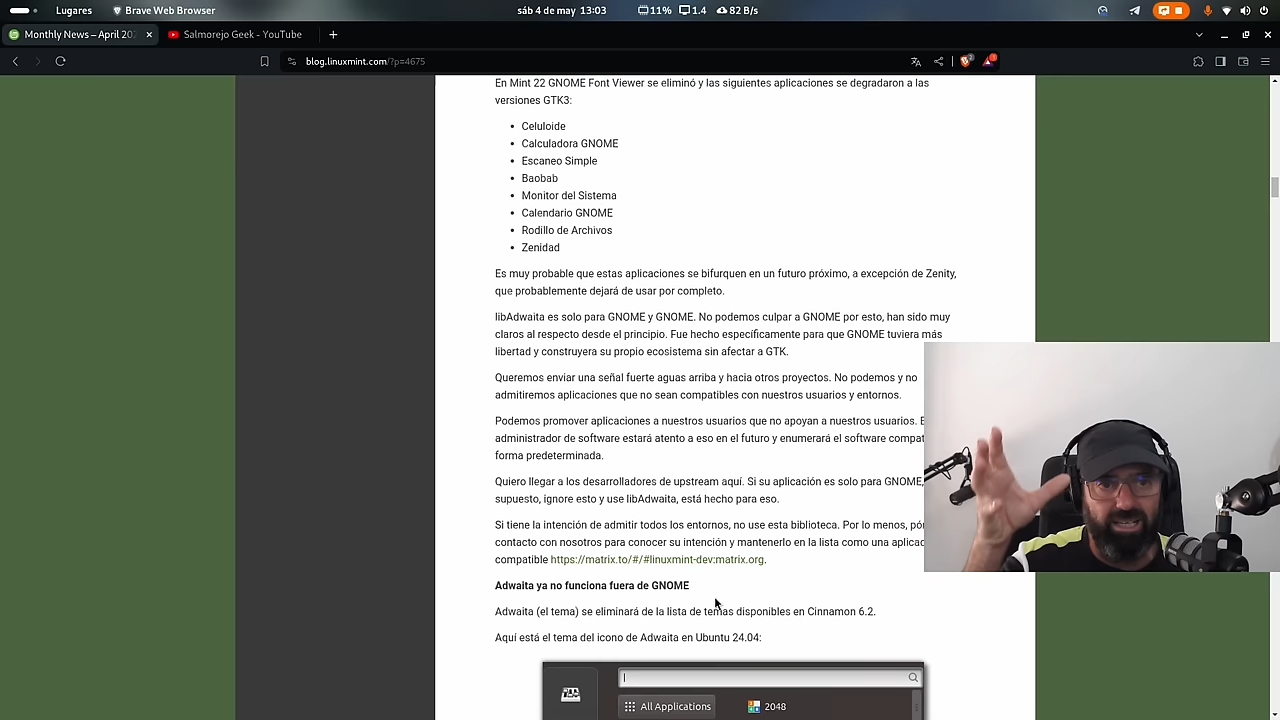 Lugares Brave Web Browser sáb 4 de may 13:03 11% 1.4 82 B/s
Monthly News – April 202 Salmorejo Geek - YouTube
blog.linuxmint.com/?p=4675
En Mint 22 GNOME Font Viewer se eliminó y las siguientes aplicaciones se degradaron a las
versiones GTK3:
Celuloide
Calculadora GNOME
Escaneo Simple
Baobab
Monitor del Sistema
Calendario GNOME
Rodillo de Archivos
Zenidad
Es muy probable que estas aplicaciones se bifurquen en un futuro próximo, a excepción de Zenity,
que probablemente dejará de usar por completo.
libAdwaita es solo para GNOME y GNOME. No podemos culpar a GNOME por esto, han sido muy
claros al respecto desde el principio. Fue hecho específicamente para que GNOME tuviera más
libertad y construyera su propio ecosistema sin afectar a GTK.
Queremos enviar una señal fuerte aguas arriba y hacia otros proyectos. No podemos y no
admitiremos aplicaciones que no sean compatibles con nuestros usuarios y entornos.
Podemos promover aplicaciones a nuestros usuarios que no apoyan a nuestros usuarios.
administrador de software estará atento a eso en el futuro y enumerará el software compat
forma predeterminada.
Quiero llegar a los desarrolladores de upstream aquí. Si su aplicación es solo para GNOME,
supuesto, ignore esto y use libAdwaita, está hecho para eso.
Si tiene la intención de admitir todos los entornos, no use esta biblioteca. Por lo menos, pón
contacto con nosotros para conocer su intención y mantenerlo en la lista como una aplicac
compatible https://matrix.to/#/#linuxmint-dev:matrix.org.
Adwaita ya no funciona fuera de GNOME
Adwaita (el tema) se eliminará de la lista de temas disponibles en Cinnamon 6.2.
Aquí está el tema del icono de Adwaita en Ubuntu 24.04:
All Applications 2048